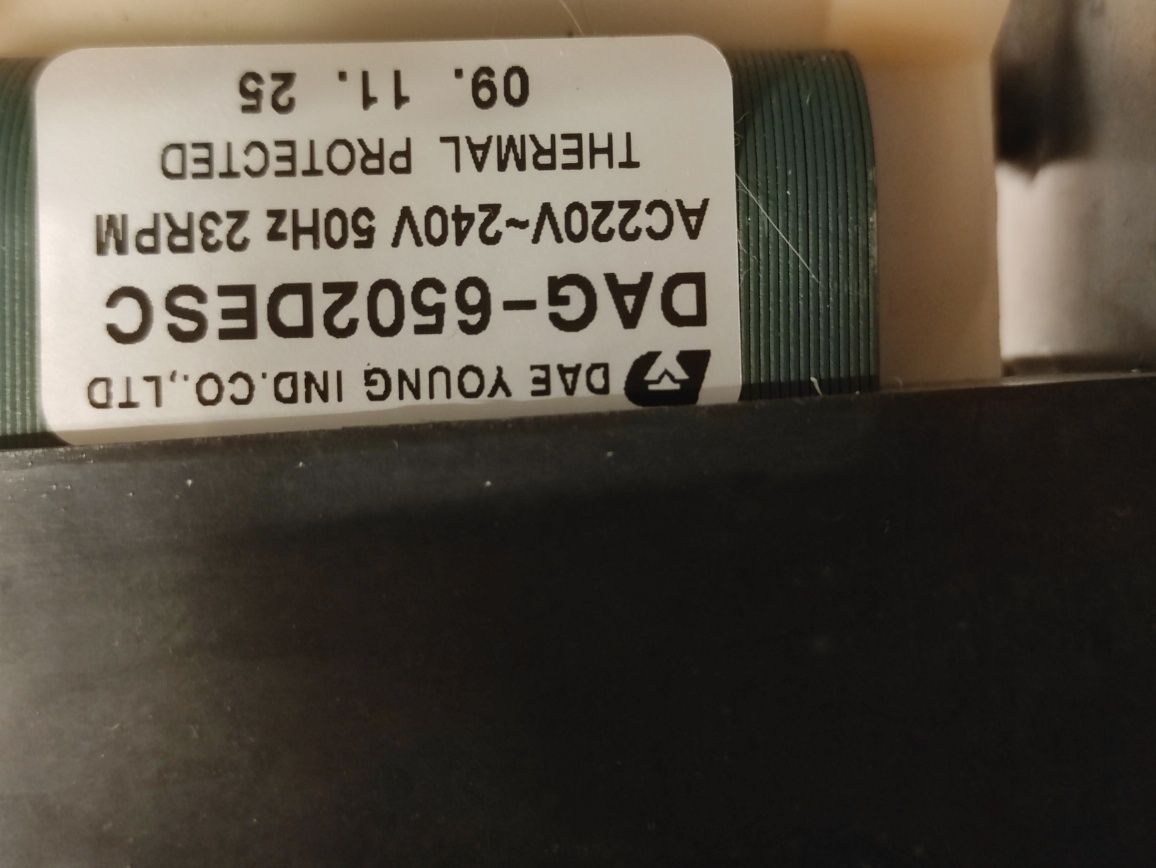 DAE YOUNG IND.CO.,LTD
DAG-6502DESC
AC220V~240V 50Hz 23RPM
THERMAL PROTECTED
09. 11. 25